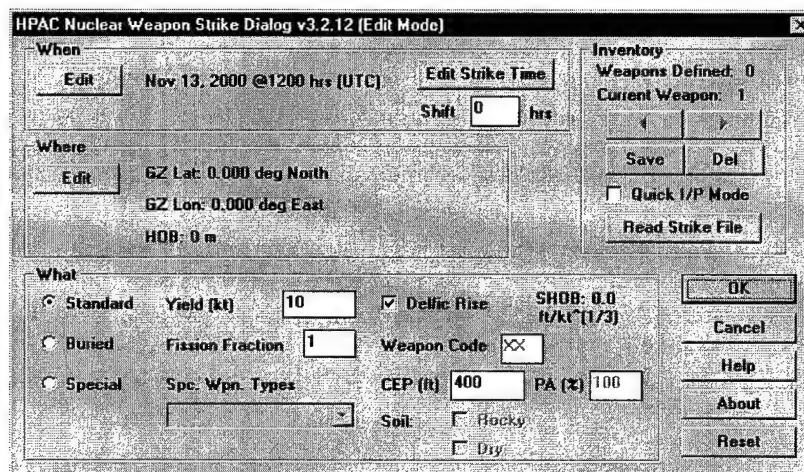 HPAC Nuclear Weapon Strike Dialog v3.2.12 (Edit Mode)
When
Edit
Nov 13, 2000 @1200 hrs (UTC)
Edit Strike Time
Shift 0 hrs
Where
Edit
GZ Lat: 0.000 deg North
GZ Lon: 0.000 deg East
HOB: 0 m
Inventory
Weapons Defined: 0
Current Weapon: 1
Save Del
Quick I/P Mode
Read Strike File
What
Standard Yield (kt) 10 Delfic Rise SHOB: 0.0
ft/kt^(1/3)
Buried Fission Fraction 1 Weapon Code XX
Special Spc. Wpn. Types CEP (ft) 400 PA (%) 100
Soil: Rocky
Dry
OK
Cancel
Help
About
Reset